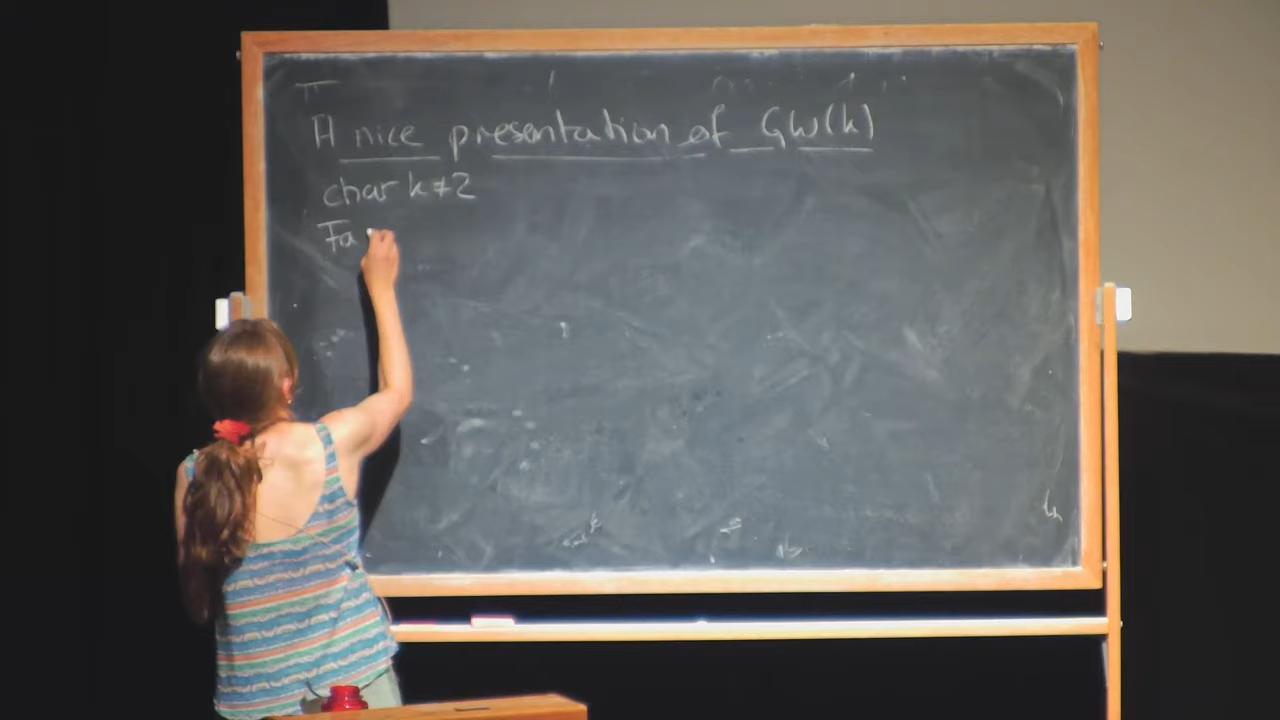 A nice presentation of GW(k)
char k≠2
Fa